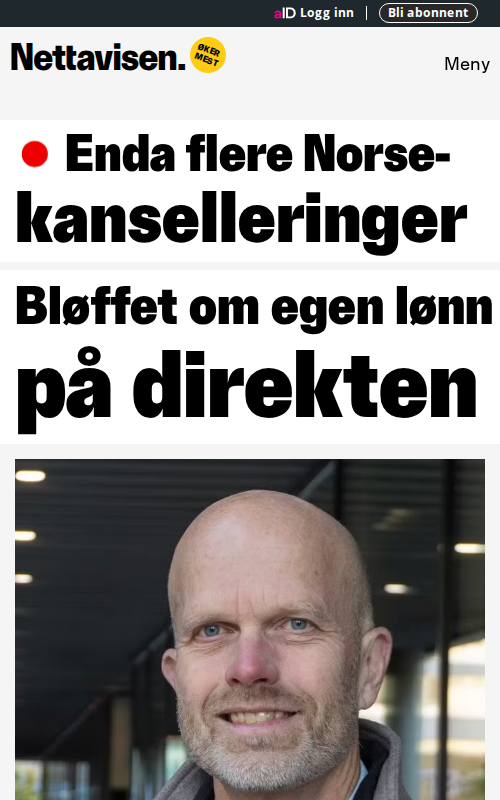 aID Logg inn
Bli abonnent
Nettavisen.
ØKER
MEST
Meny
Enda flere Norse-
kanselleringer
Bløffet om egen lønn
på direkten